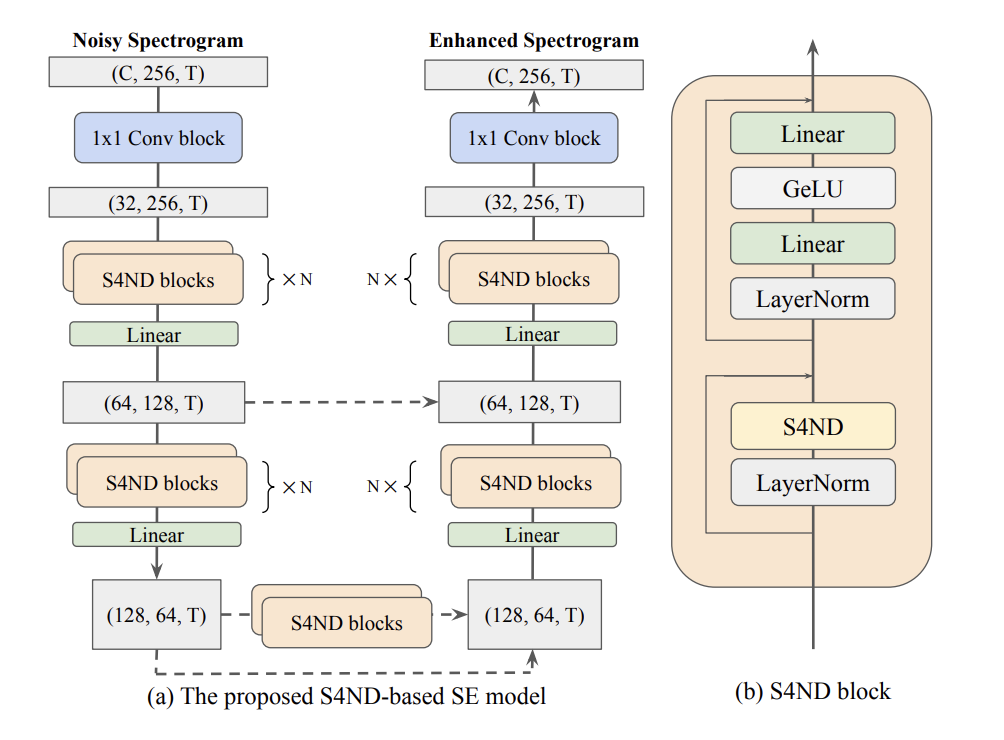 Noisy Spectrogram
(C, 256, T)
1x1 Conv block
(32, 256, T)
S4ND blocks
× N
Linear
(64, 128, T)
S4ND blocks
× N
Linear
(128, 64, T)
S4ND blocks
Enhanced Spectrogram
(C, 256, T)
1x1 Conv block
(32, 256, T)
N ×
S4ND blocks
Linear
(64, 128, T)
N ×
S4ND blocks
Linear
(128, 64, T)
(a) The proposed S4ND-based SE model
Linear
GeLU
Linear
LayerNorm
S4ND
LayerNorm
(b) S4ND block